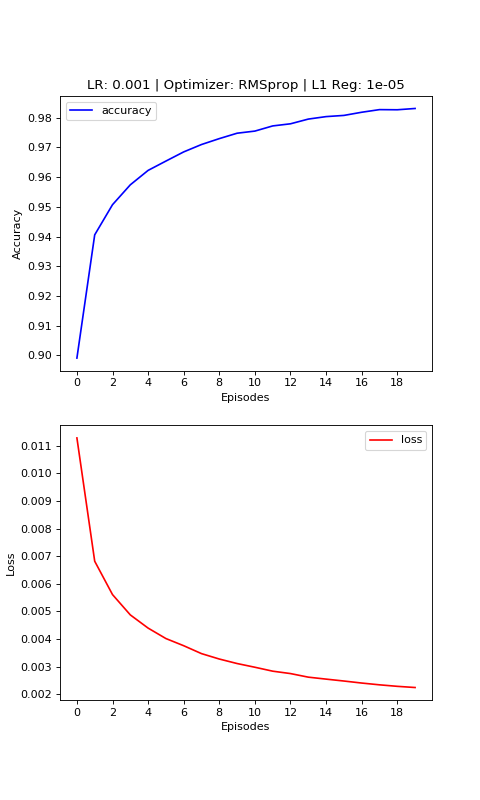 LR: 0.001 | Optimizer: RMSprop | L1 Reg: 1e-05
accuracy
0.98
0.97
0.96
0.95
0.94
0.93
0.92
0.91
0.90
Accuracy
0 2 4 6 8 10 12 14 16 18
Episodes
loss
0.011
0.010
0.009
0.008
0.007
0.006
0.005
0.004
0.003
0.002
Loss
0 2 4 6 8 10 12 14 16 18
Episodes